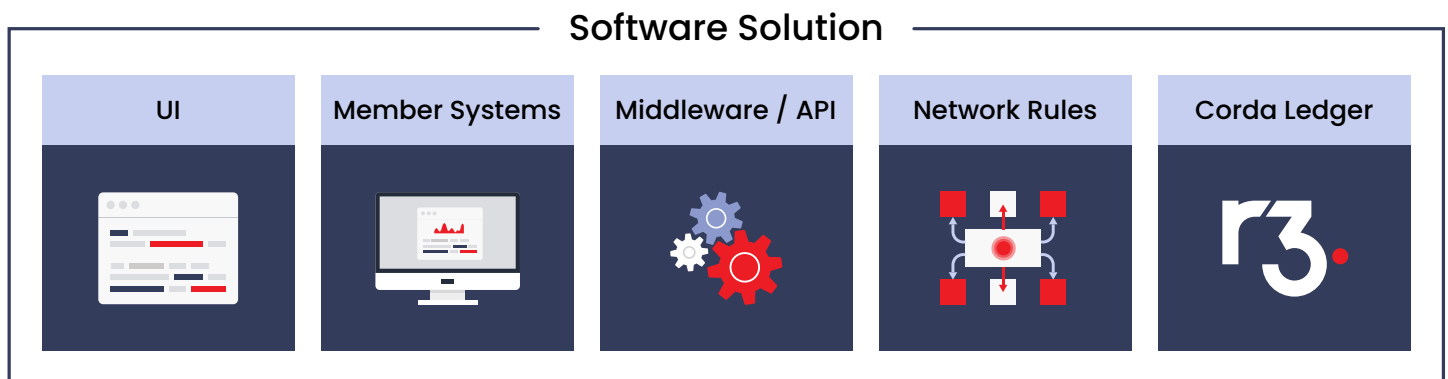 Software Solution
UI
Member Systems
Middleware / API
Network Rules
Corda Ledger
r3.